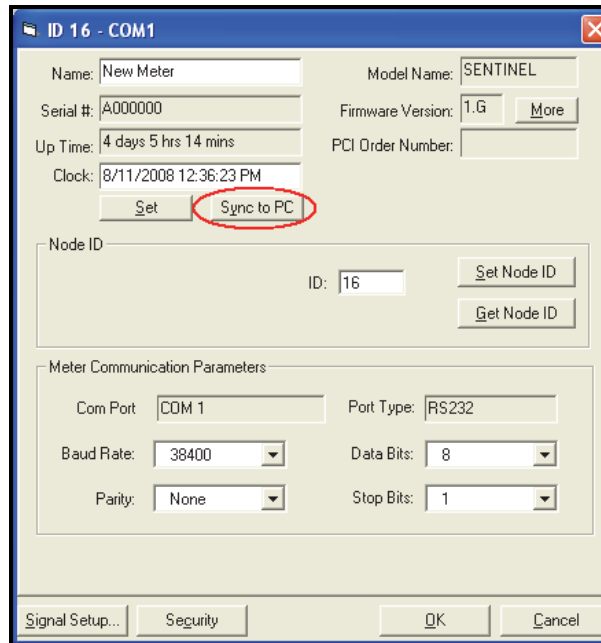 ID 16 - COM1
Name: New Meter Model Name: SENTINEL
Serial #: A000000 Firmware Version: 1.G More
Up Time: 4 days 5 hrs 14 mins PCI Order Number:
Clock: 8/11/2008 12:36:23 PM
Set Sync to PC
Node ID
ID: 16 Set Node ID
Get Node ID
Meter Communication Parameters
Com Port COM 1 Port Type: RS232
Baud Rate: 38400 Data Bits: 8
Parity: None Stop Bits: 1
Signal Setup... Security OK Cancel